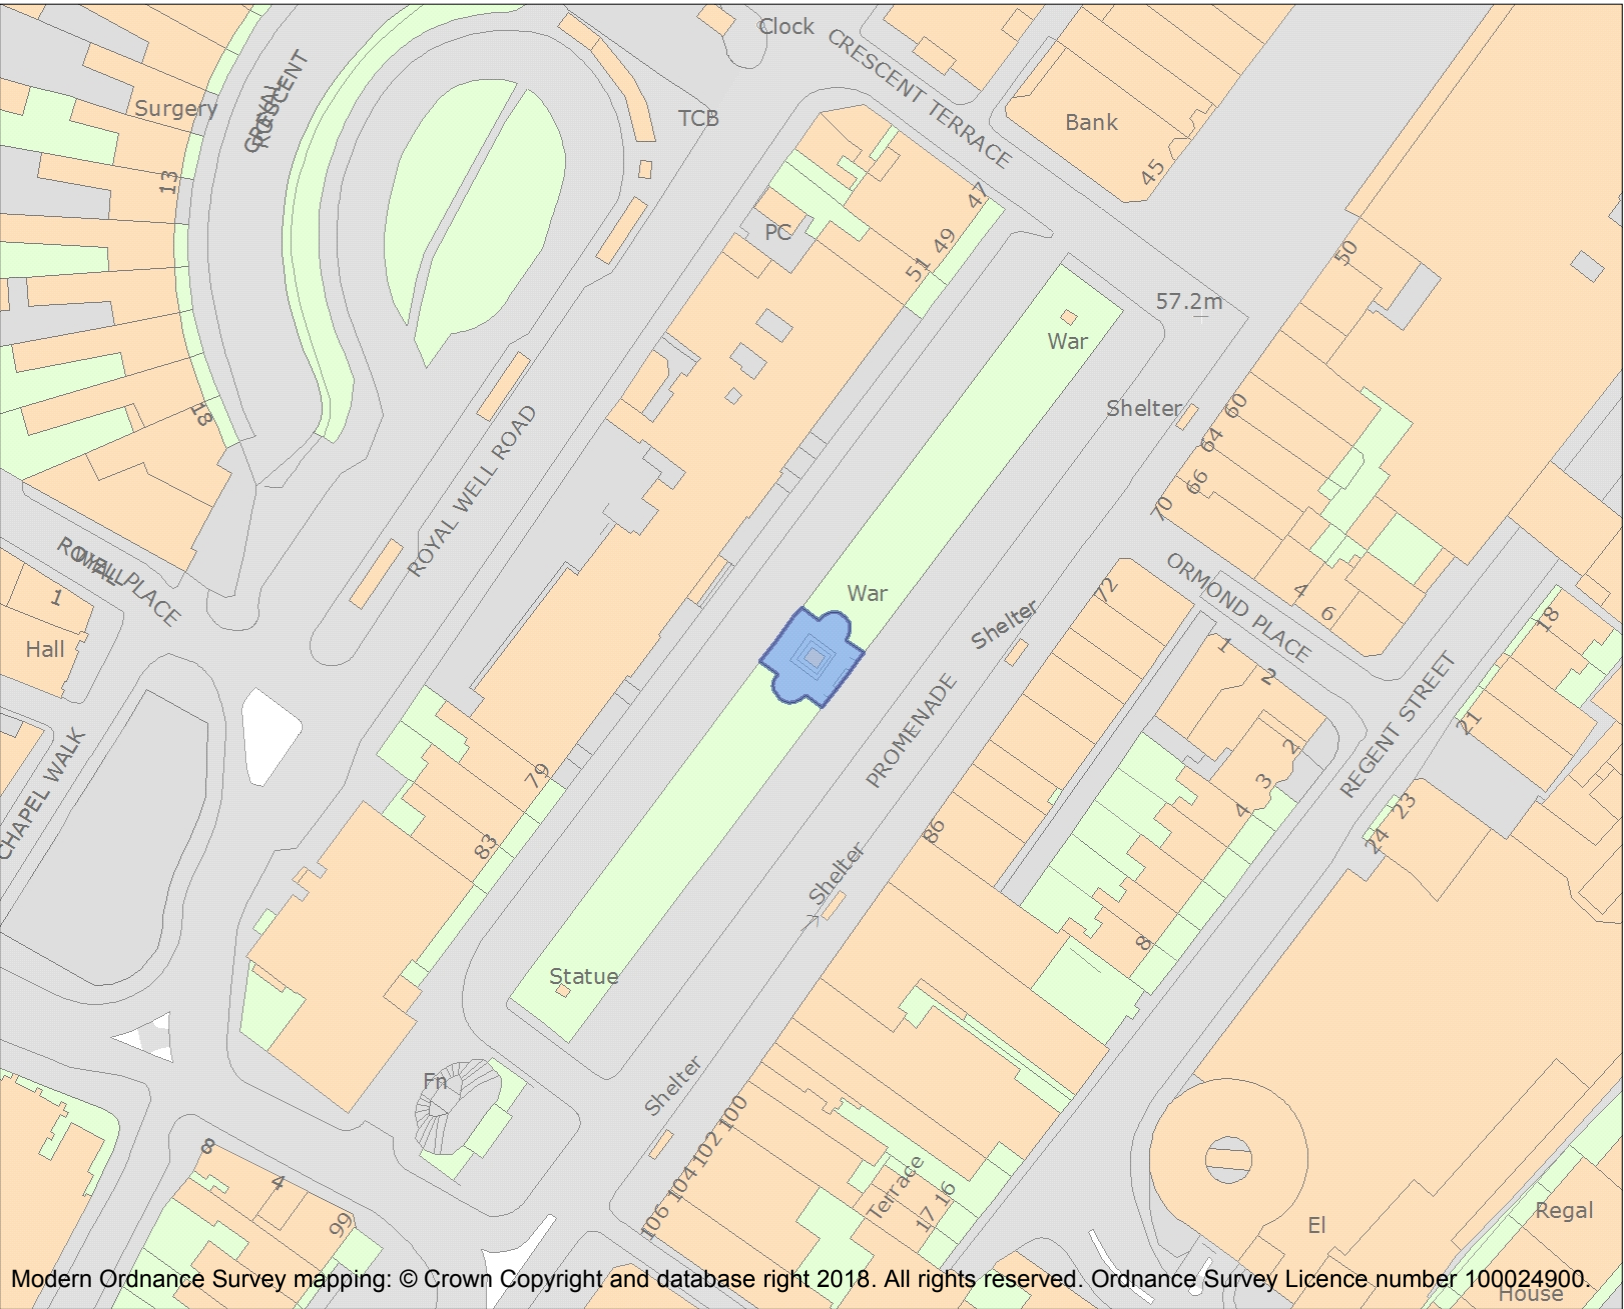 Clock
CRESCENT TERRACE
ROYAL
CRESCENT
Surgery
TCB
Bank
45
13
47
PC
49
51
50
57.2m
War
Shelter
60
64
66
70
18
ROYAL WELL ROAD
ROYAL
WELL PLACE
1
Hall
War
Shelter
72
ORMOND PLACE
4
6
18
1
2
REGENT STREET
21
PROMENADE
2
3
4
23
24
CHAPEL WALK
79
83
86
Shelter
8
Statue
Fn
Shelter
100
102
104
106
8
4
99
Terrace
16
17
El
Regal
House
Modern Ordnance Survey mapping: © Crown Copyright and database right 2018. All rights reserved. Ordnance Survey Licence number 100024900.